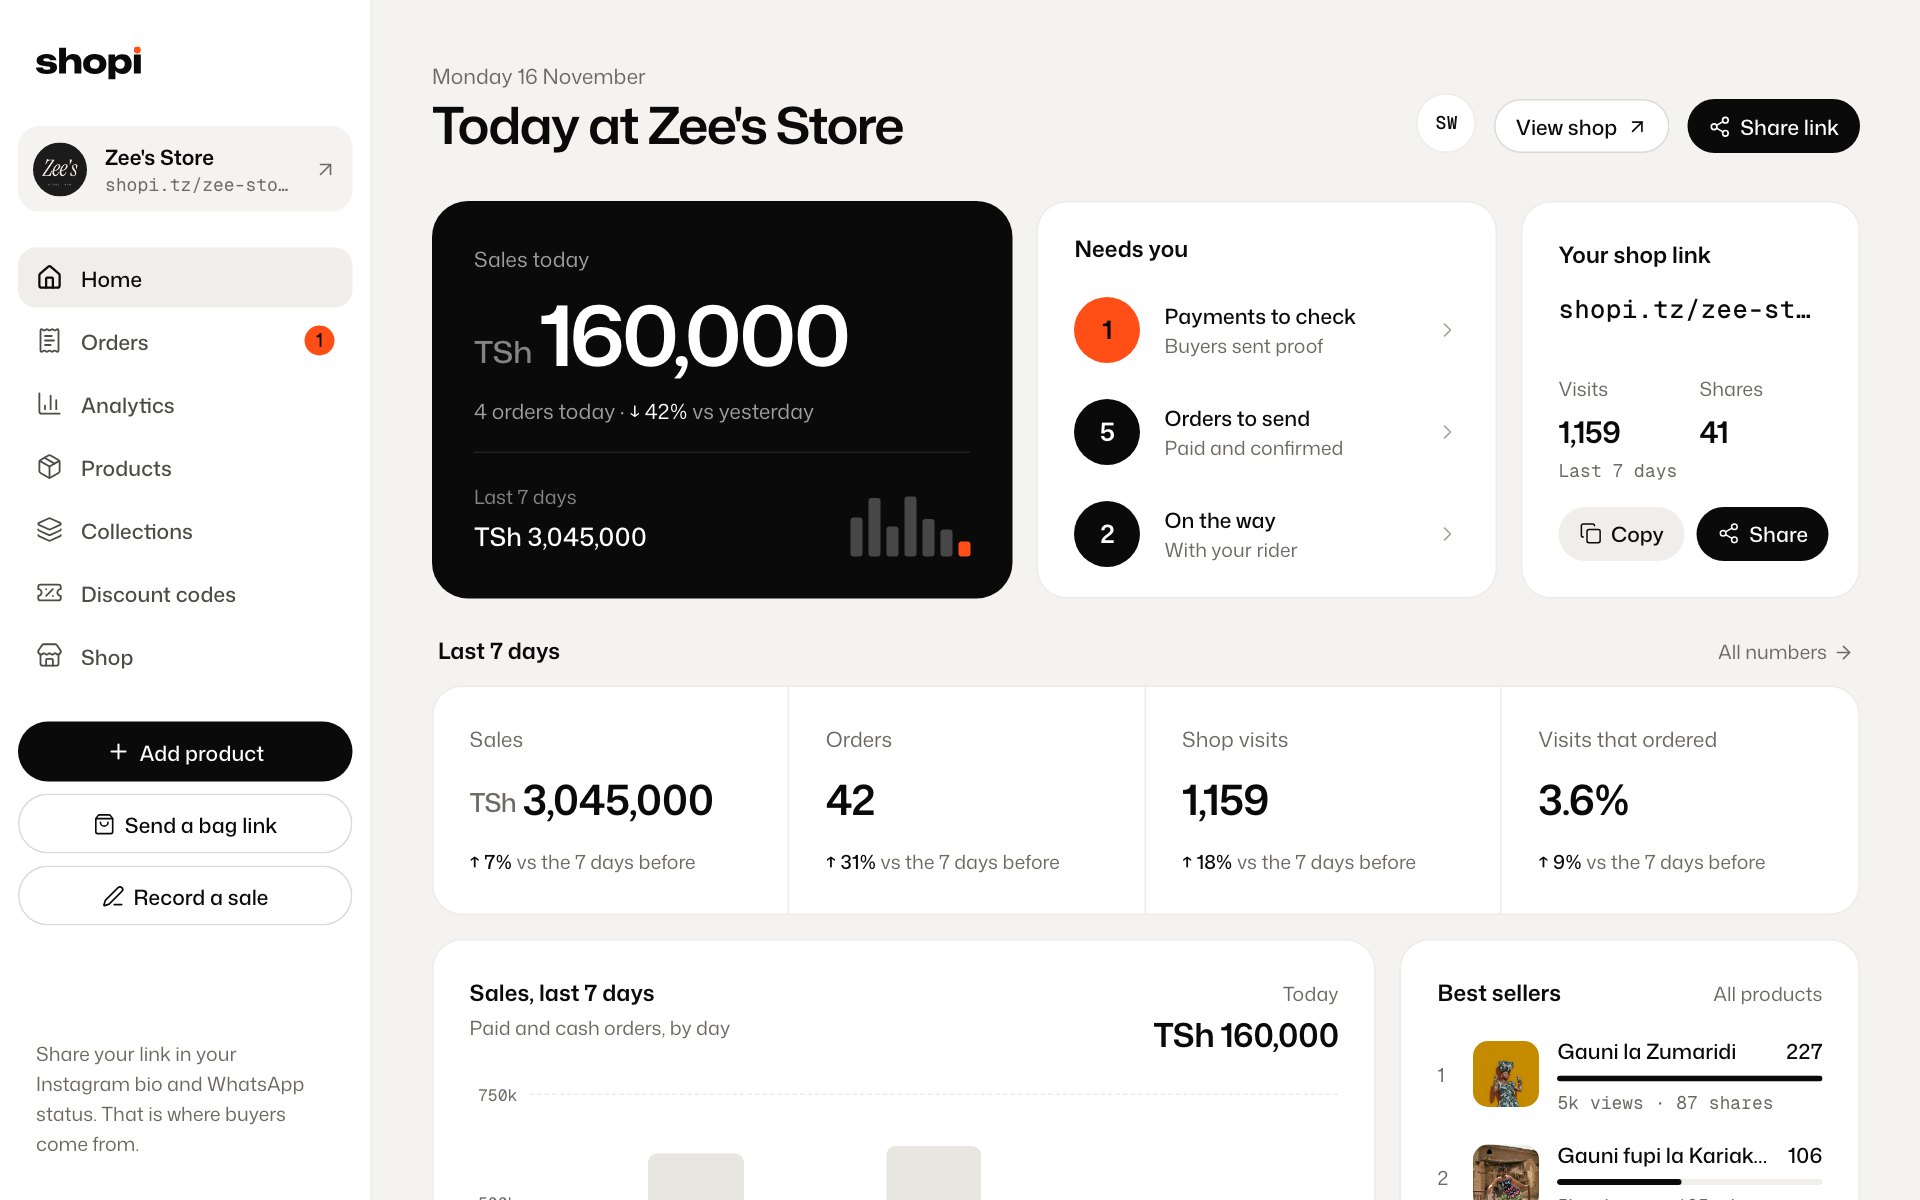 shopi
Zee's
Zee's Store
shopi.tz/zee-sto…
Home
Orders 1
Analytics
Products
Collections
Discount codes
Shop
+ Add product
Send a bag link
Record a sale
Share your link in your
Instagram bio and WhatsApp
status. That is where buyers
come from.
Monday 16 November
Today at Zee's Store
SW
View shop
Share link
Sales today
TSh 160,000
4 orders today · ↓ 42% vs yesterday
Last 7 days
TSh 3,045,000
Needs you
1 Payments to check
Buyers sent proof
5 Orders to send
Paid and confirmed
2 On the way
With your rider
Your shop link
shopi.tz/zee-st…
Visits Shares
1,159 41
Last 7 days
Copy Share
Last 7 days
All numbers →
Sales
TSh 3,045,000
↑ 7% vs the 7 days before
Orders
42
↑ 31% vs the 7 days before
Shop visits
1,159
↑ 18% vs the 7 days before
Visits that ordered
3.6%
↑ 9% vs the 7 days before
Sales, last 7 days
Paid and cash orders, by day
Today
TSh 160,000
750k
Best sellers All products
1 Gauni la Zumaridi 227
5k views · 87 shares
2 Gauni fupi la Kariak… 106